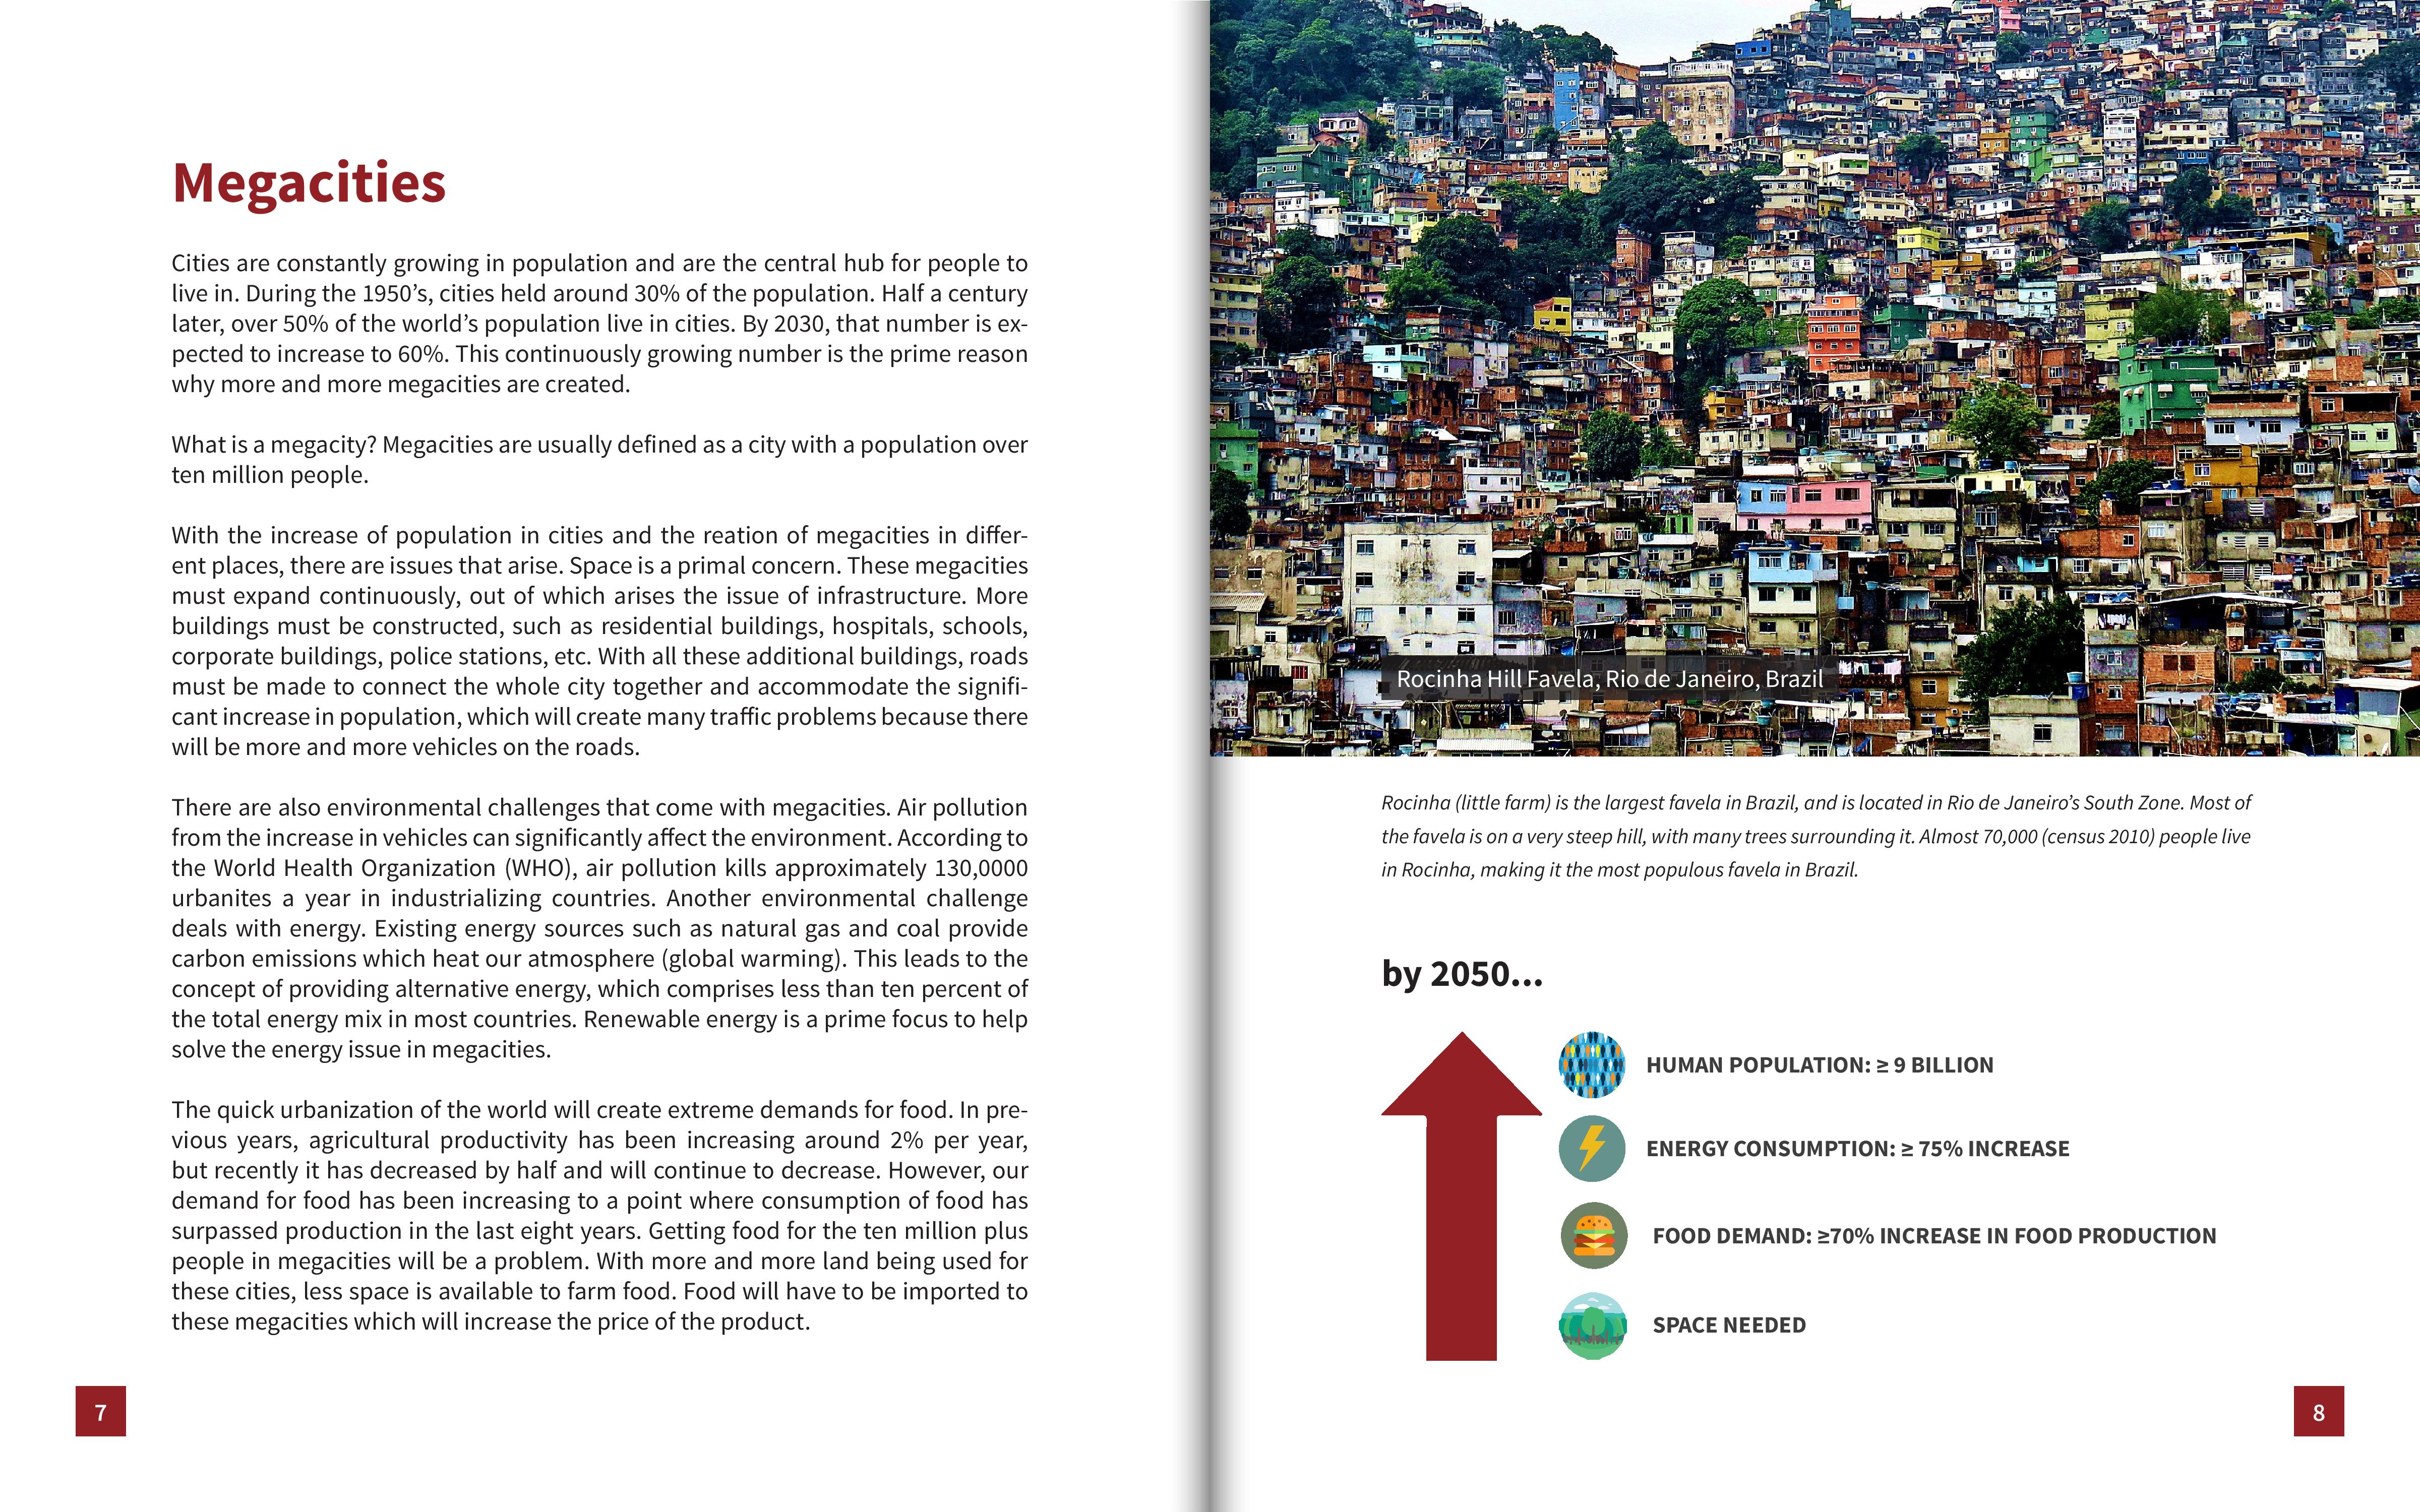 Megacities
Cities are constantly growing in population and are the central hub for people to
live in. During the 1950’s, cities held around 30% of the population. Half a century
later, over 50% of the world’s population live in cities. By 2030, that number is ex-
pected to increase to 60%. This continuously growing number is the prime reason
why more and more megacities are created.
What is a megacity? Megacities are usually defined as a city with a population over
ten million people.
With the increase of population in cities and the reation of megacities in differ-
ent places, there are issues that arise. Space is a primal concern. These megacities
must expand continuously, out of which arises the issue of infrastructure. More
buildings must be constructed, such as residential buildings, hospitals, schools,
corporate buildings, police stations, etc. With all these additional buildings, roads
must be made to connect the whole city together and accommodate the signifi-
cant increase in population, which will create many traffic problems because there
will be more and more vehicles on the roads.
There are also environmental challenges that come with megacities. Air pollution
from the increase in vehicles can significantly affect the environment. According to
the World Health Organization (WHO), air pollution kills approximately 130,0000
urbanites a year in industrializing countries. Another environmental challenge
deals with energy. Existing energy sources such as natural gas and coal provide
carbon emissions which heat our atmosphere (global warming). This leads to the
concept of providing alternative energy, which comprises less than ten percent of
the total energy mix in most countries. Renewable energy is a prime focus to help
solve the energy issue in megacities.
The quick urbanization of the world will create extreme demands for food. In pre-
vious years, agricultural productivity has been increasing around 2% per year,
but recently it has decreased by half and will continue to decrease. However, our
demand for food has been increasing to a point where consumption of food has
surpassed production in the last eight years. Getting food for the ten million plus
people in megacities will be a problem. With more and more land being used for
these cities, less space is available to farm food. Food will have to be imported to
these megacities which will increase the price of the product.
7
Rocinha Hill Favela, Rio de Janeiro, Brazil
Rocinha (little farm) is the largest favela in Brazil, and is located in Rio de Janeiro’s South Zone. Most of
the favela is on a very steep hill, with many trees surrounding it. Almost 70,000 (census 2010) people live
in Rocinha, making it the most populous favela in Brazil.
by 2050...
HUMAN POPULATION: ≥ 9 BILLION
ENERGY CONSUMPTION: ≥ 75% INCREASE
FOOD DEMAND: ≥70% INCREASE IN FOOD PRODUCTION
SPACE NEEDED
8